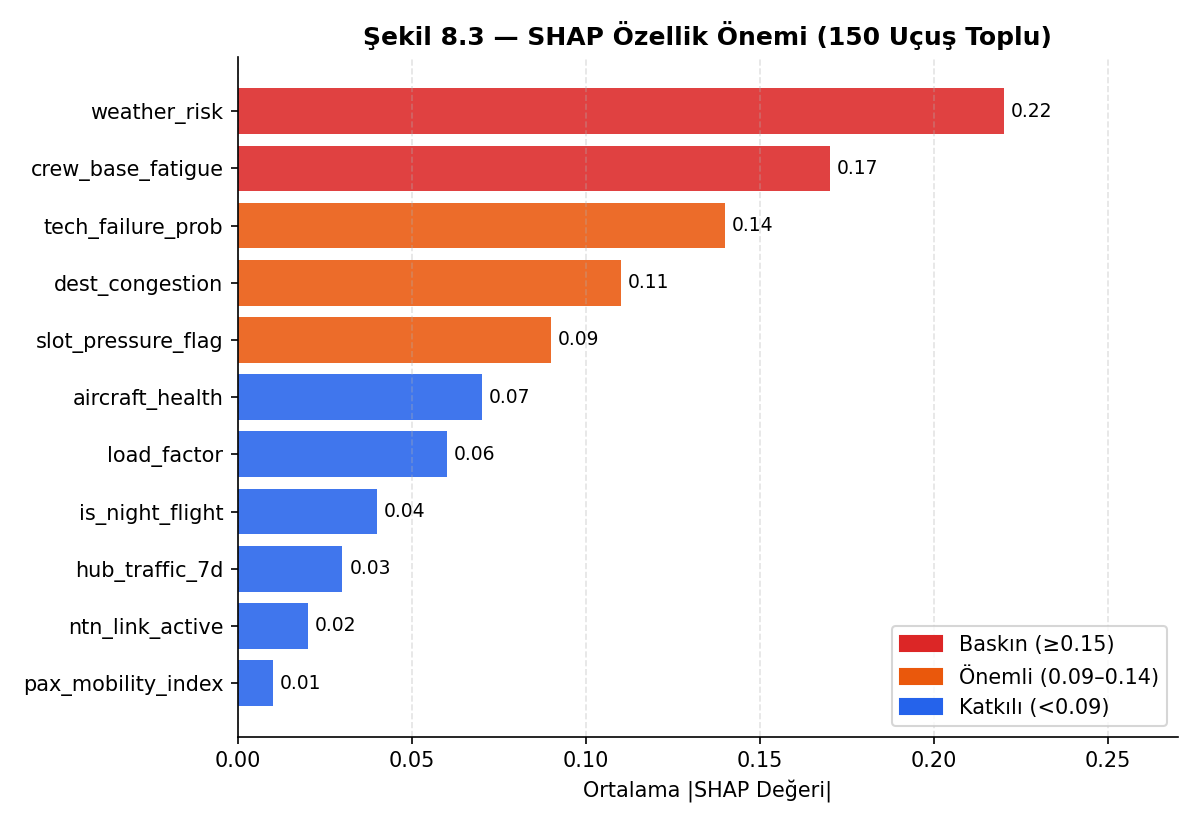 Şekil 8.3 — SHAP Özellik Önemi (150 Uçuş Toplu)
weather_risk 0.22
crew_base_fatigue 0.17
tech_failure_prob 0.14
dest_congestion 0.11
slot_pressure_flag 0.09
aircraft_health 0.07
load_factor 0.06
is_night_flight 0.04
hub_traffic_7d 0.03
ntn_link_active 0.02
pax_mobility_index 0.01
Baskın (≥0.15)
Önemli (0.09–0.14)
Katkılı (<0.09)
0.00 0.05 0.10 0.15 0.20 0.25
Ortalama |SHAP Değeri|